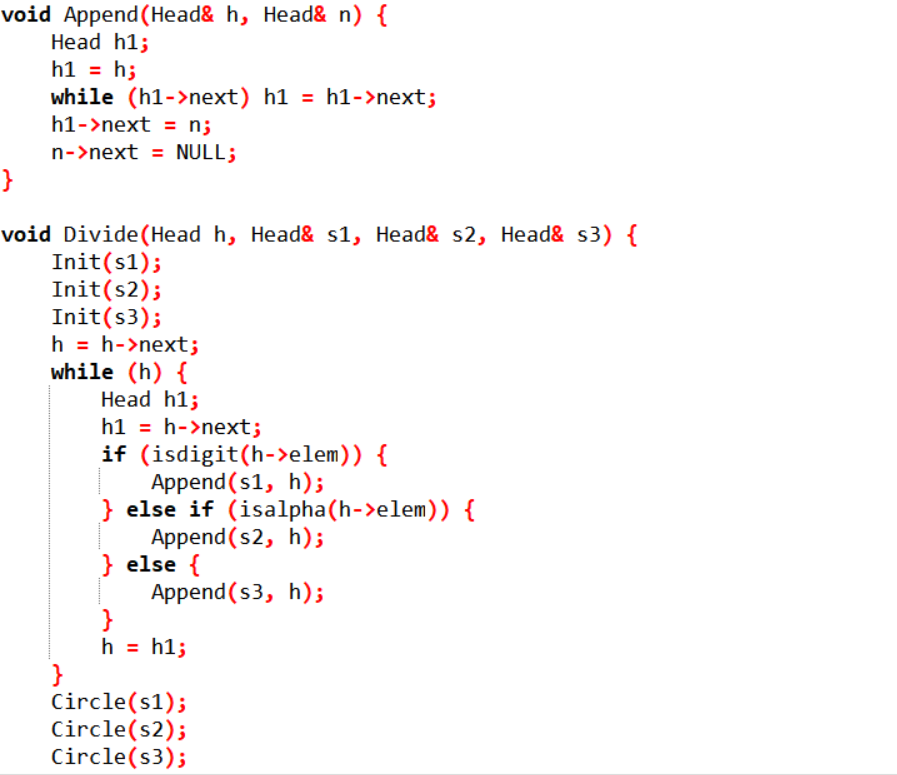 void Append(Head& h, Head& n) {
    Head h1;
    h1 = h;
    while (h1->next) h1 = h1->next;
    h1->next = n;
    n->next = NULL;
}

void Divide(Head h, Head& s1, Head& s2, Head& s3) {
    Init(s1);
    Init(s2);
    Init(s3);
    h = h->next;
    while (h) {
        Head h1;
        h1 = h->next;
        if (isdigit(h->elem)) {
            Append(s1, h);
        } else if (isalpha(h->elem)) {
            Append(s2, h);
        } else {
            Append(s3, h);
        }
        h = h1;
    }
    Circle(s1);
    Circle(s2);
    Circle(s3);